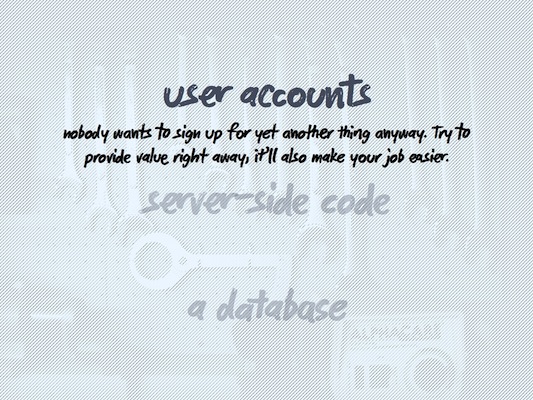 user accounts
nobody wants to sign up for yet another thing anyway. Try to
provide value right away, it'll also make your job easier.
server-side code
a database
ALPHACASE